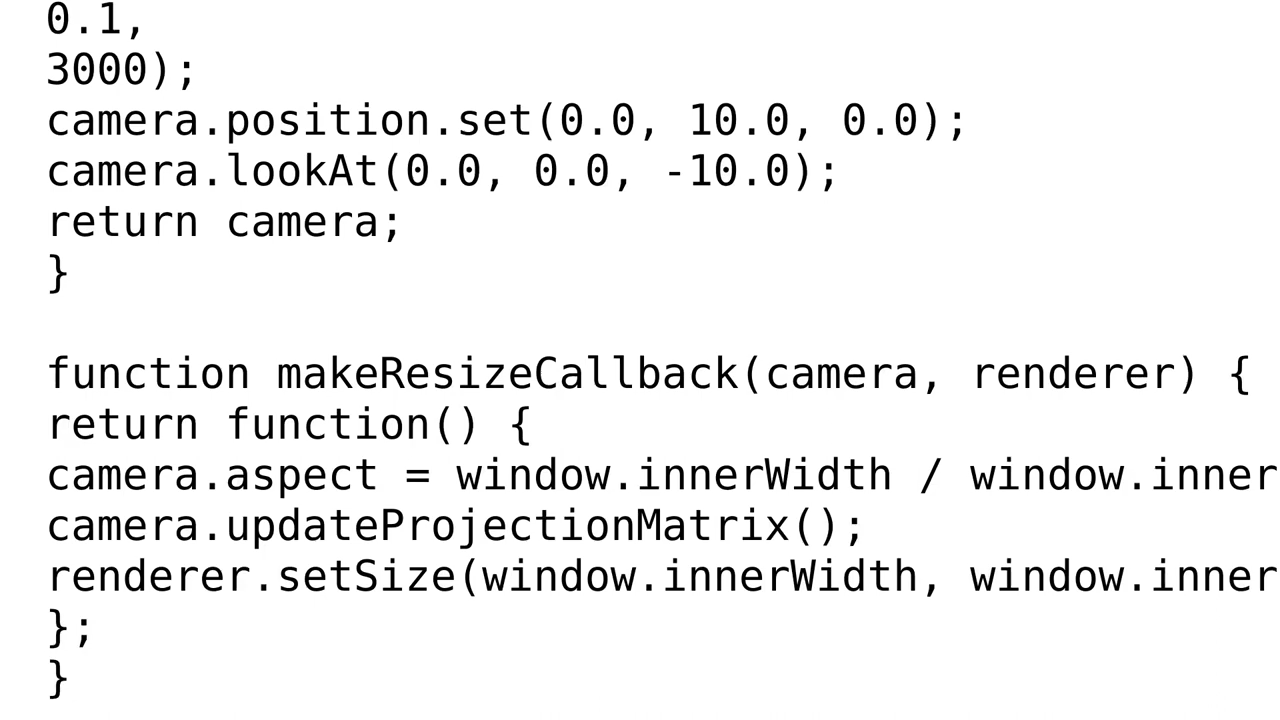 0.1,
3000);
camera.position.set(0.0, 10.0, 0.0);
camera.lookAt(0.0, 0.0, -10.0);
return camera;
}

function makeResizeCallback(camera, renderer) {
return function() {
camera.aspect = window.innerWidth / window.inner
camera.updateProjectionMatrix();
renderer.setSize(window.innerWidth, window.inner
};
}